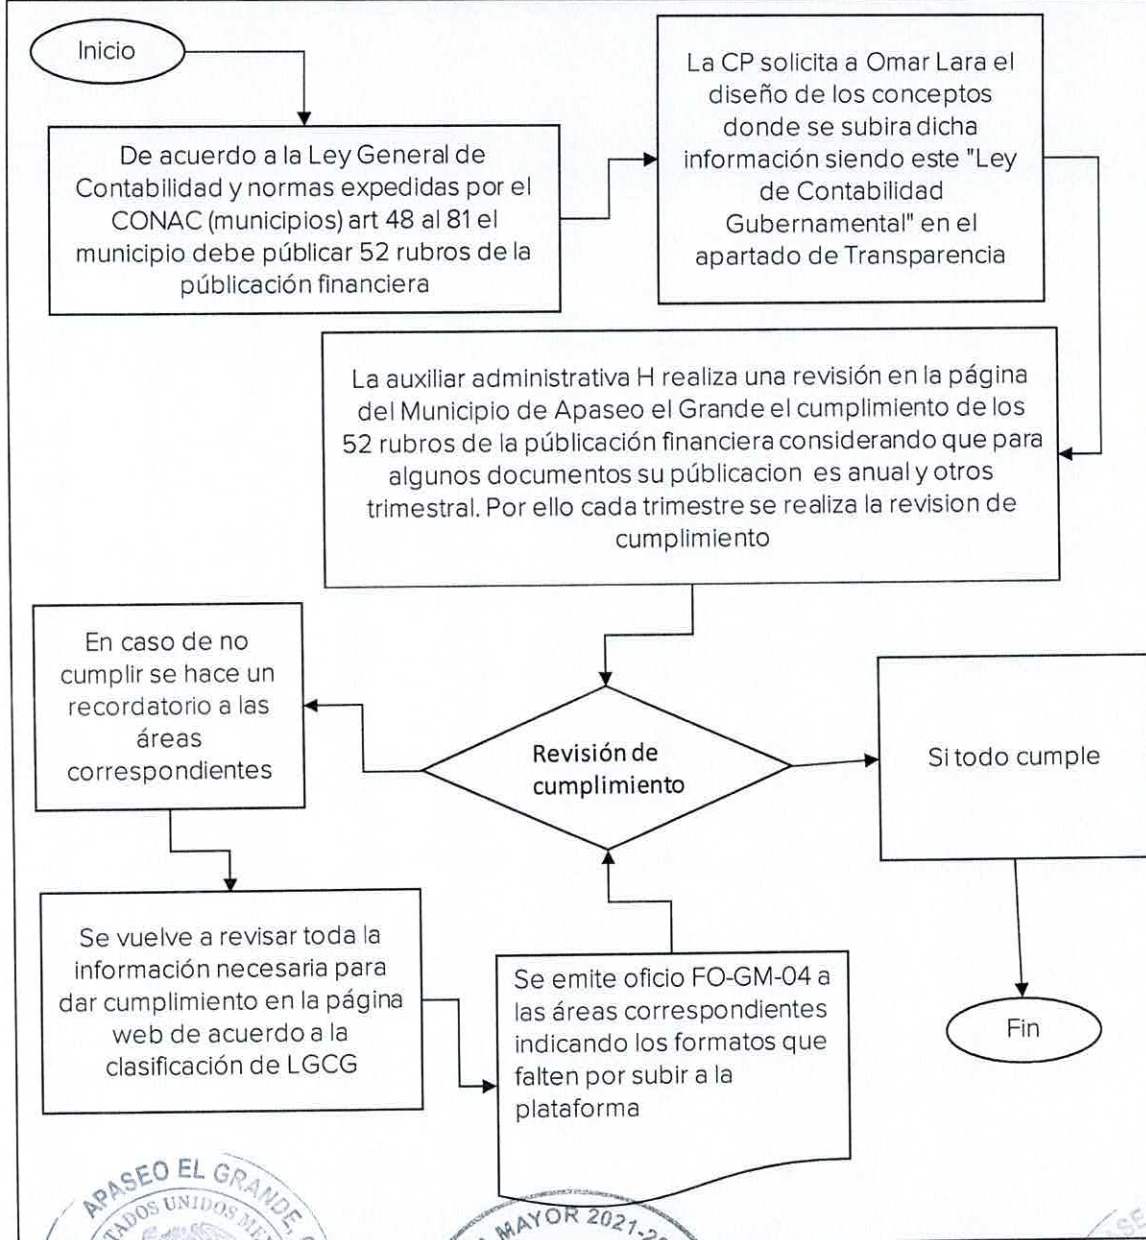 Inicio
De acuerdo a la Ley General de
Contabilidad y normas expedidas por el
CONAC (municipios) art 48 al 81 el
municipio debe públicar 52 rubros de la
públicación financiera
La CP solicita a Omar Lara el
diseño de los conceptos
donde se subira dicha
información siendo este "Ley
de Contabilidad
Gubernamental" en el
apartado de Transparencia
La auxiliar administrativa H realiza una revisión en la página
del Municipio de Apaseo el Grande el cumplimiento de los
52 rubros de la públicación financiera considerando que para
algunos documentos su públicacion es anual y otros
trimestral. Por ello cada trimestre se realiza la revision de
cumplimiento
En caso de no
cumplir se hace un
recordatorio a las
áreas
correspondientes
Revisión de
cumplimiento
Si todo cumple
Se vuelve a revisar toda la
información necesaria para
dar cumplimiento en la página
web de acuerdo a la
clasificación de LGCG
Se emite oficio FO-GM-04 a
las áreas correspondientes
indicando los formatos que
falten por subir a la
plataforma
Fin
APASEO EL GRANDE,
UNIDOS
MAYOR 2021-